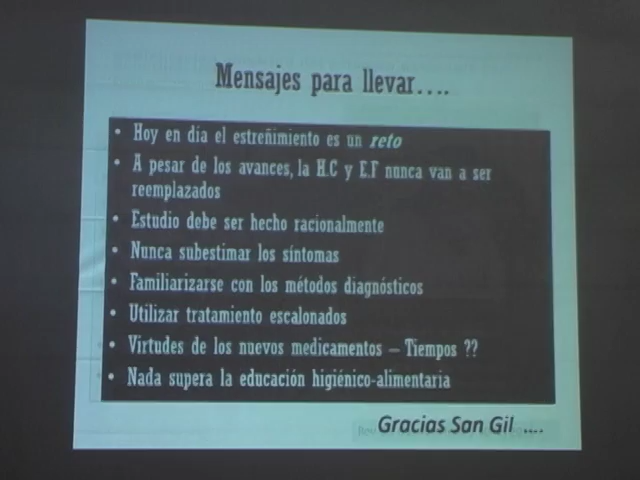 Mensajes para llevar....
• Hoy en día el estreñimiento es un reto
• A pesar de los avances, la H.C y E.F nunca van a ser
reemplazados
• Estudio debe ser hecho racionalmente
• Nunca subestimar los síntomas
• Familiarizarse con los métodos diagnósticos
• Utilizar tratamiento escalonados
• Virtudes de los nuevos medicamentos – Tiempos ??
• Nada supera la educación higiénico-alimentaria
Gracias San Gil ....